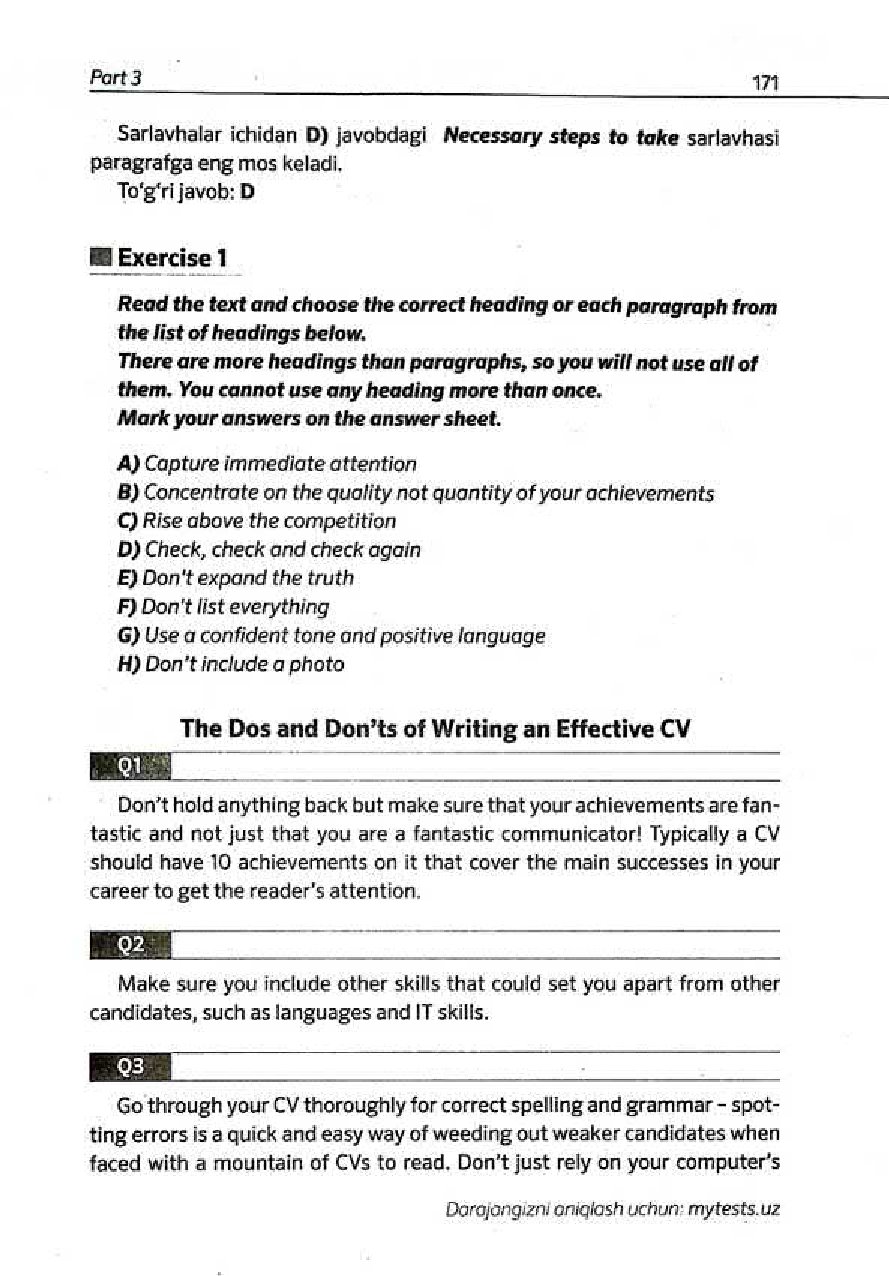 Part 3 171
Sarlavhalar ichidan D) javobdagi Necessary steps to take sarlavhasi
paragrafga eng mos keladi.
To'g'ri javob: D
Exercise 1
Read the text and choose the correct heading or each paragraph from
the list of headings below.
There are more headings than paragraphs, so you will not use all of
them. You cannot use any heading more than once.
Mark your answers on the answer sheet.
A) Capture immediate attention
B) Concentrate on the quality not quantity of your achievements
C) Rise above the competition
D) Check, check and check again
E) Don't expand the truth
F) Don't list everything
G) Use a confident tone and positive language
H) Don't include a photo
The Dos and Don'ts of Writing an Effective CV
Q1
Don't hold anything back but make sure that your achievements are fan-
tastic and not just that you are a fantastic communicator! Typically a CV
should have 10 achievements on it that cover the main successes in your
career to get the reader's attention.
Q2
Make sure you include other skills that could set you apart from other
candidates, such as languages and IT skills.
Q3
Go through your CV thoroughly for correct spelling and grammar – spot-
ting errors is a quick and easy way of weeding out weaker candidates when
faced with a mountain of CVs to read. Don't just rely on your computer's
Darajangizni aniqlash uchun: mytests.uz